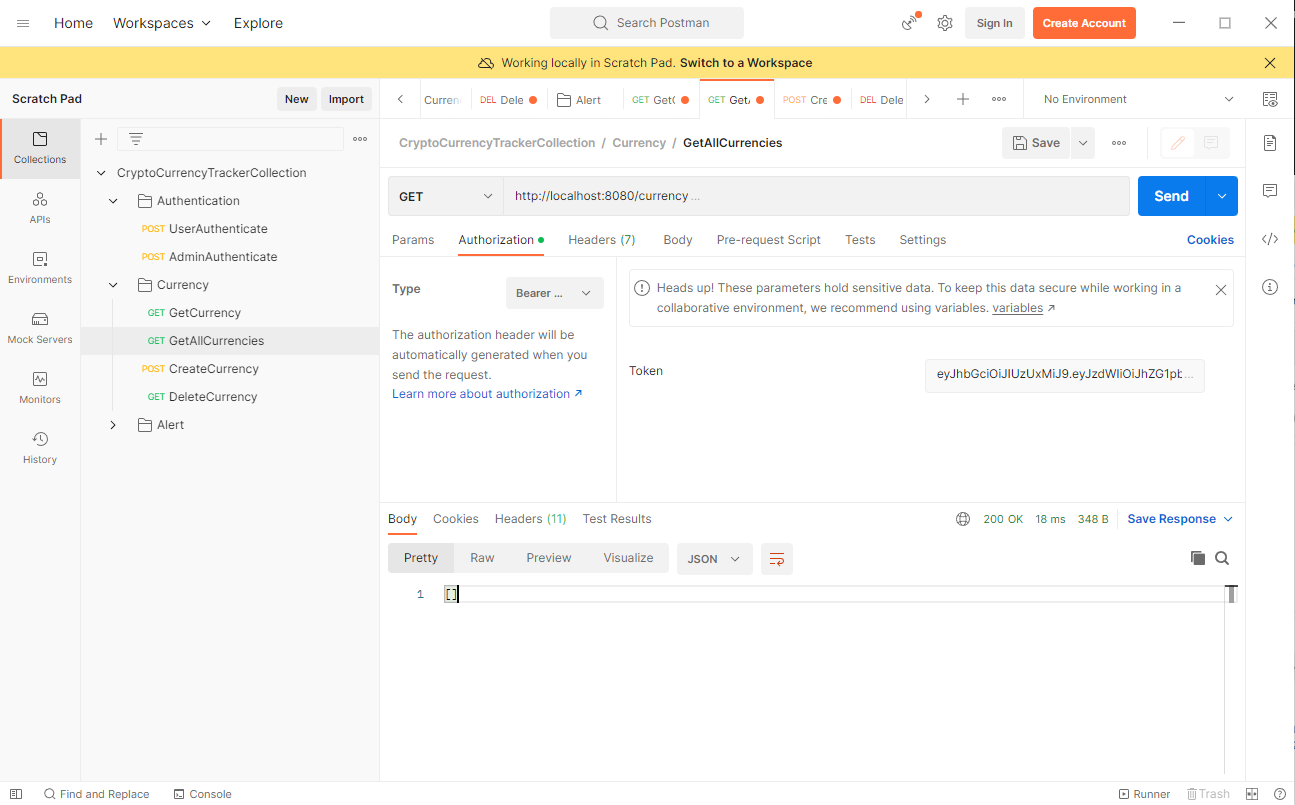 Home Workspaces Explore Search Postman Sign In Create Account
Working locally in Scratch Pad. Switch to a Workspace
Scratch Pad New Import
Curren DEL Dele Alert GET Get GET GetA POST Cre DEL Dele No Environment
Collections
APIs
Environments
Mock Servers
Monitors
History
CryptoCurrencyTrackerCollection
Authentication
POST UserAuthenticate
POST AdminAuthenticate
Currency
GET GetCurrency
GET GetAllCurrencies
POST CreateCurrency
GET DeleteCurrency
Alert
CryptoCurrencyTrackerCollection / Currency / GetAllCurrencies Save
GET http://localhost:8080/currency ... Send
Params Authorization Headers (7) Body Pre-request Script Tests Settings Cookies
Type Bearer ...
The authorization header will be
automatically generated when you
send the request.
Learn more about authorization ↗
Heads up! These parameters hold sensitive data. To keep this data secure while working in a
collaborative environment, we recommend using variables. variables ↗
Token eyJhbGciOiJIUzUxMiJ9.eyJzdWIiOiJhZG1pb...
Body Cookies Headers (11) Test Results 200 OK 18 ms 348 B Save Response
Pretty Raw Preview Visualize JSON
1 []
Find and Replace Console Runner Trash